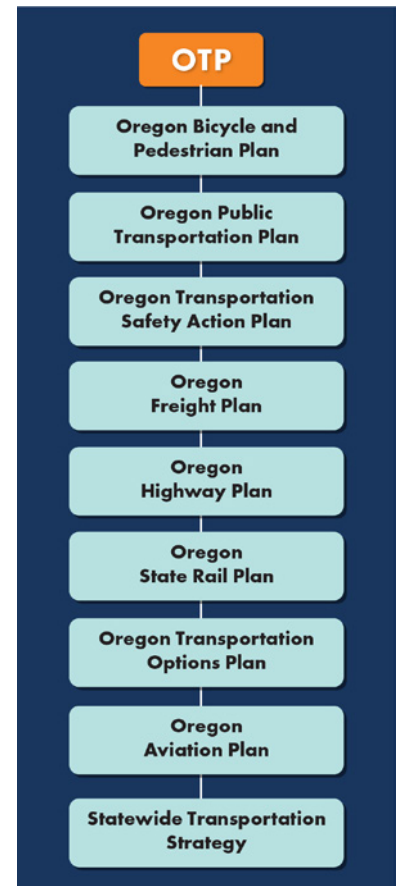 OTP
Oregon Bicycle and
Pedestrian Plan
Oregon Public
Transportation Plan
Oregon Transportation
Safety Action Plan
Oregon
Freight Plan
Oregon
Highway Plan
Oregon
State Rail Plan
Oregon Transportation
Options Plan
Oregon
Aviation Plan
Statewide Transportation
Strategy